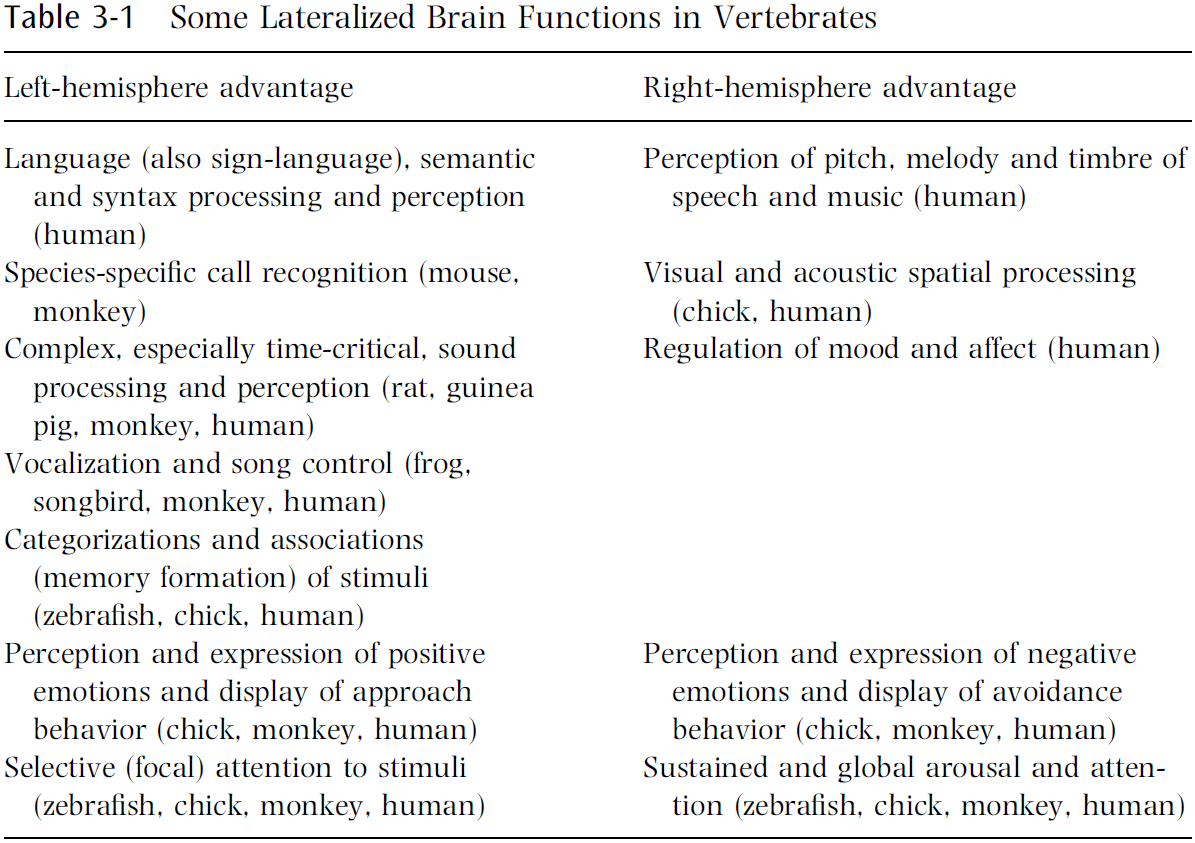 Table 3-1 Some Lateralized Brain Functions in Vertebrates
Left-hemisphere advantage
Right-hemisphere advantage
Language (also sign-language), semantic
and syntax processing and perception
(human)
Perception of pitch, melody and timbre of
speech and music (human)
Species-specific call recognition (mouse,
monkey)
Visual and acoustic spatial processing
(chick, human)
Complex, especially time-critical, sound
processing and perception (rat, guinea
pig, monkey, human)
Regulation of mood and affect (human)
Vocalization and song control (frog,
songbird, monkey, human)
Categorizations and associations
(memory formation) of stimuli
(zebrafish, chick, human)
Perception and expression of positive
emotions and display of approach
behavior (chick, monkey, human)
Perception and expression of negative
emotions and display of avoidance
behavior (chick, monkey, human)
Selective (focal) attention to stimuli
(zebrafish, chick, monkey, human)
Sustained and global arousal and atten-
tion (zebrafish, chick, monkey, human)